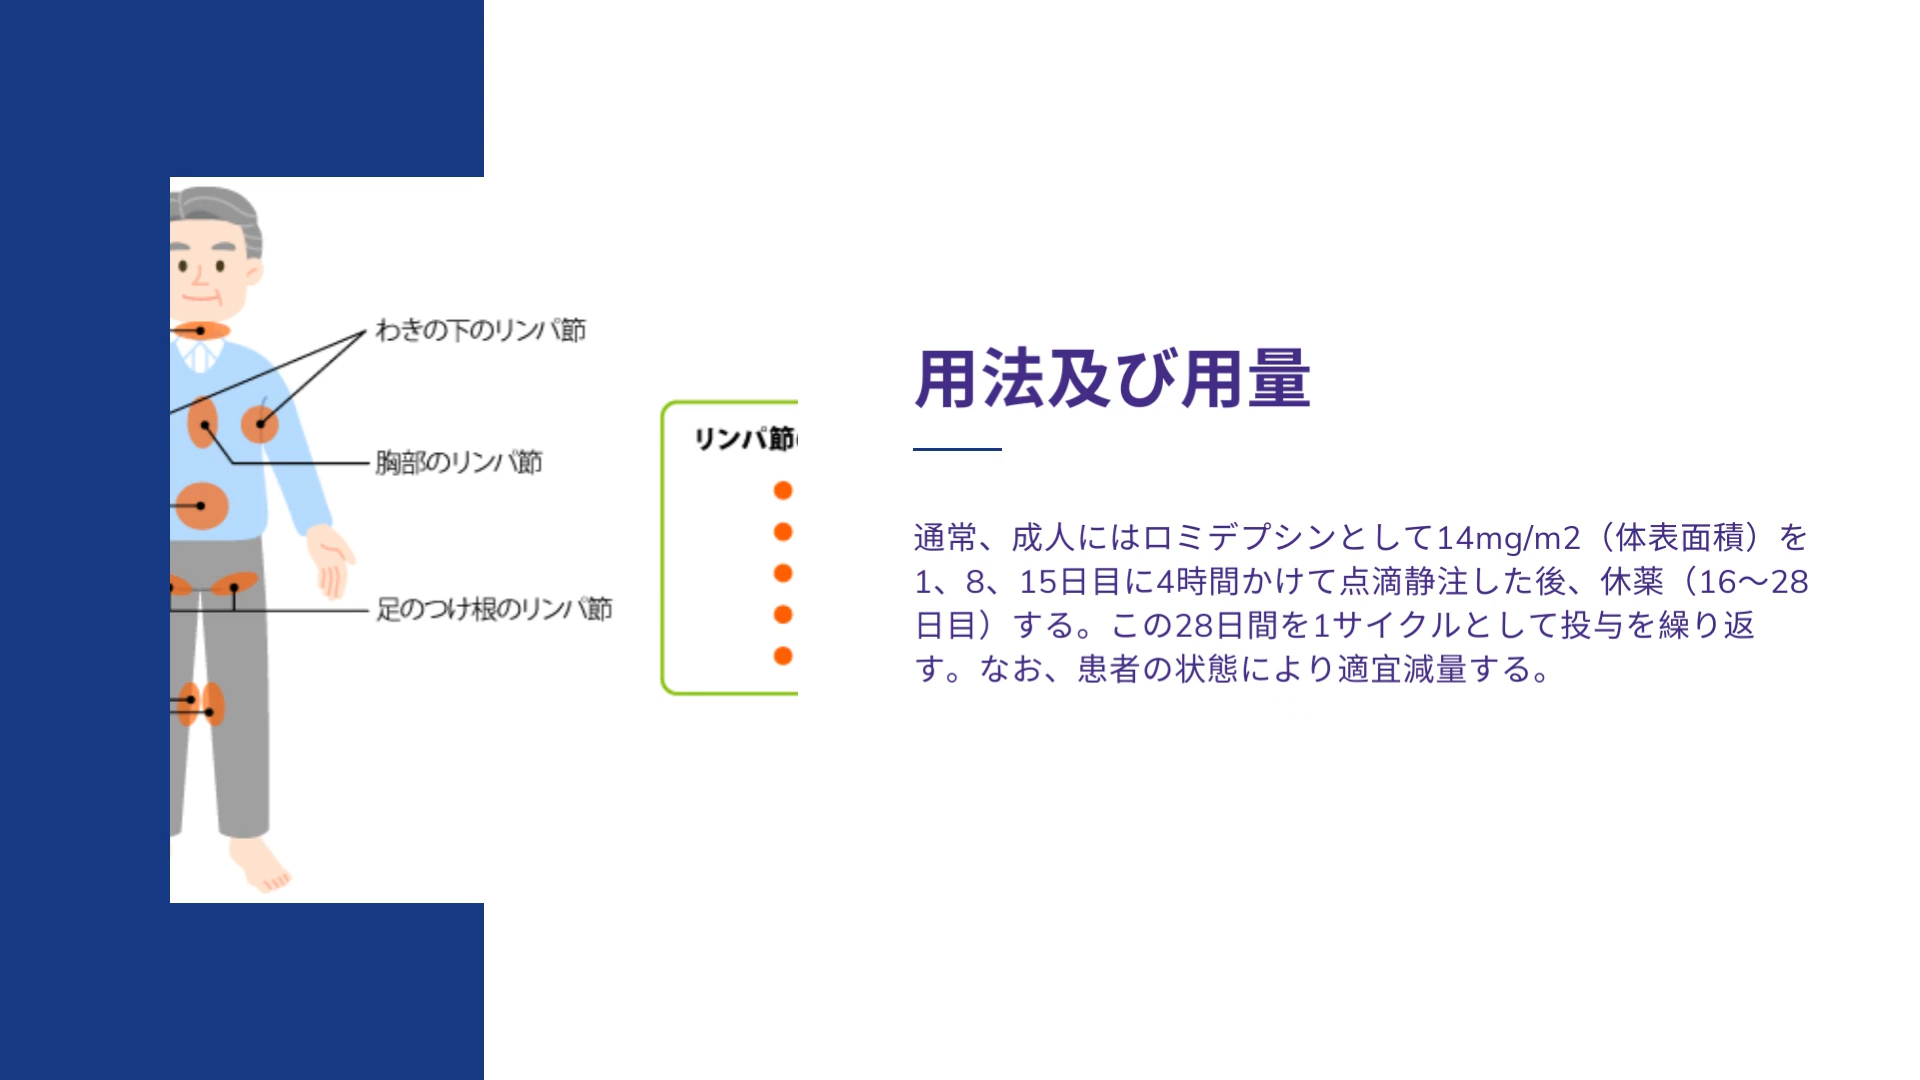 わきの下のリンパ節
胸部のリンパ節
足のつけ根のリンパ節
リンパ節
用法及び用量
通常、成人にはロミデプシンとして14mg/m2（体表面積）を
1、8、15日目に4時間かけて点滴静注した後、休薬（16〜28
日目）する。この28日間を1サイクルとして投与を繰り返
す。なお、患者の状態により適宜減量する。